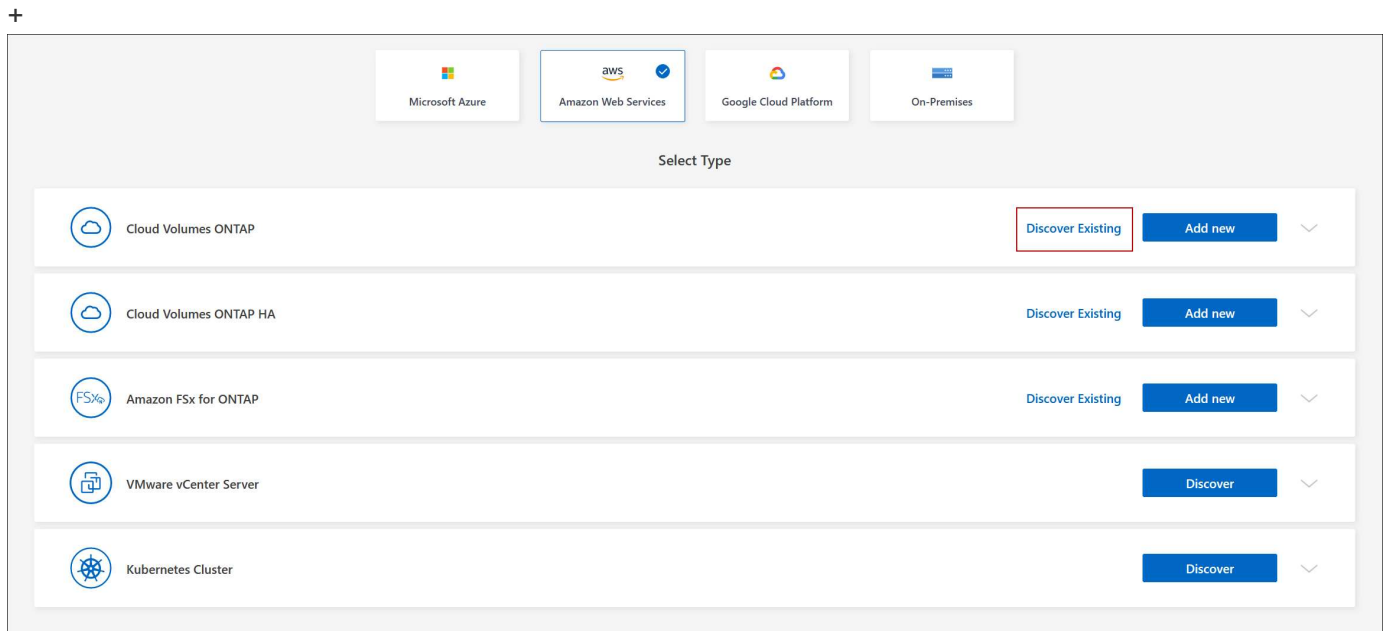 +
aws
Microsoft Azure
Amazon Web Services
Google Cloud Platform
On-Premises
Select Type
Cloud Volumes ONTAP
Discover Existing
Add new
Cloud Volumes ONTAP HA
Discover Existing
Add new
FSx
Amazon FSx for ONTAP
Discover Existing
Add new
VMware vCenter Server
Discover
Kubernetes Cluster
Discover